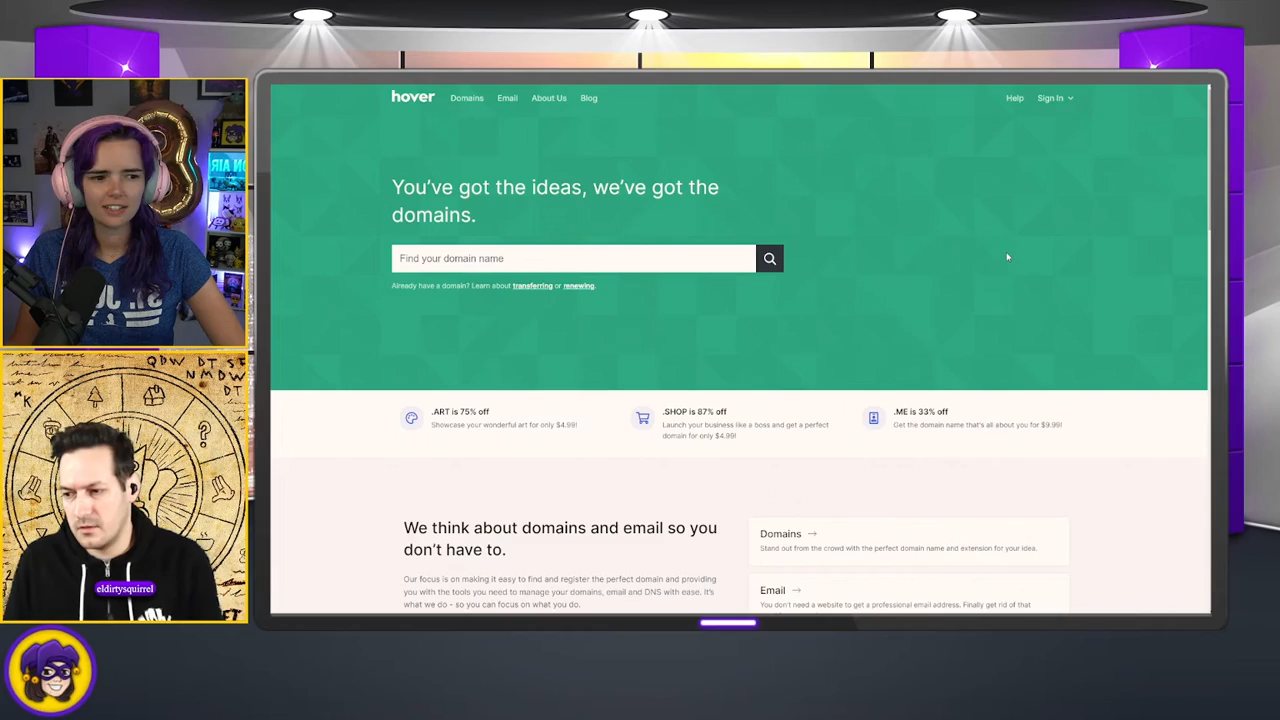 hover Domains Email About Us Blog Help Sign In
You've got the ideas, we've got the
domains.
Find your domain name
Already have a domain? Learn about transferring or renewing.
.ART is 75% off
Showcase your wonderful art for only $4.99!
.SHOP is 87% off
Launch your business like a boss and get a perfect
domain for only $4.99!
.ME is 33% off
Get the domain name that's all about you for $9.99!
We think about domains and email so you
don't have to.
Our focus is on making it easy to find and register the perfect domain and providing
you with the tools you need to manage your domains, email and DNS with ease. It's
what we do - so you can focus on what you do.
Domains →
Stand out from the crowd with the perfect domain name and extension for your idea.
Email →
You don't need a website to get a professional email address. Finally get rid of that
eldirtysquirrel